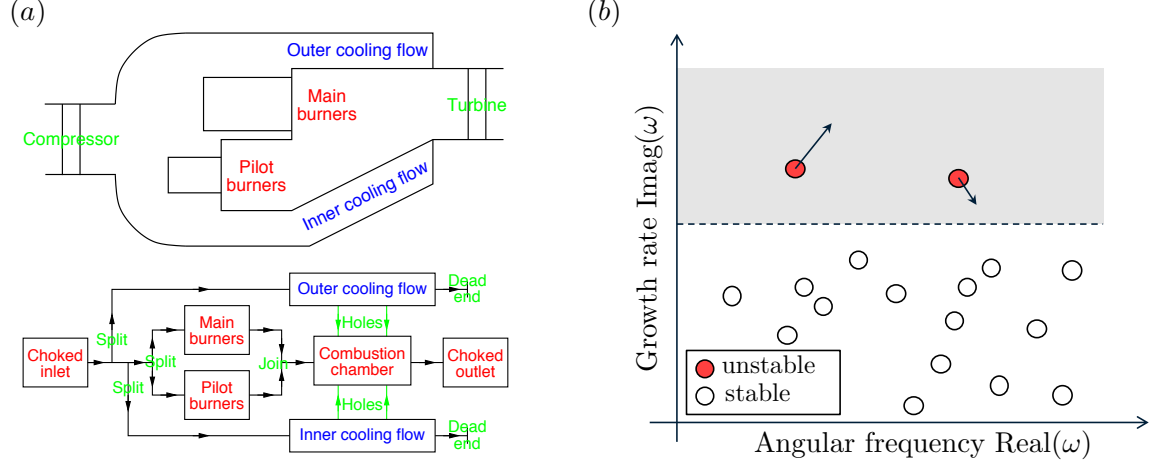 (a)
Outer cooling flow
Main
burners
Compressor
Turbine
Pilot
burners
Inner cooling flow
Dead
end
Outer cooling flow
Split
Main
burners
Holes
Choked
inlet
Split
Join
Combustion
chamber
Choked
outlet
Split
Pilot
burners
Holes
Inner cooling flow
Dead
end
(b)
Growth rate Imag(ω)
unstable
stable
Angular frequency Real(ω)